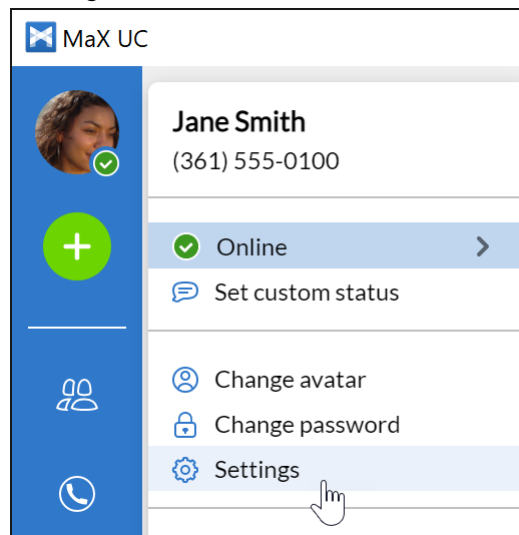 MaX UC
Jane Smith
(361) 555-0100
Online
Set custom status
Change avatar
Change password
Settings